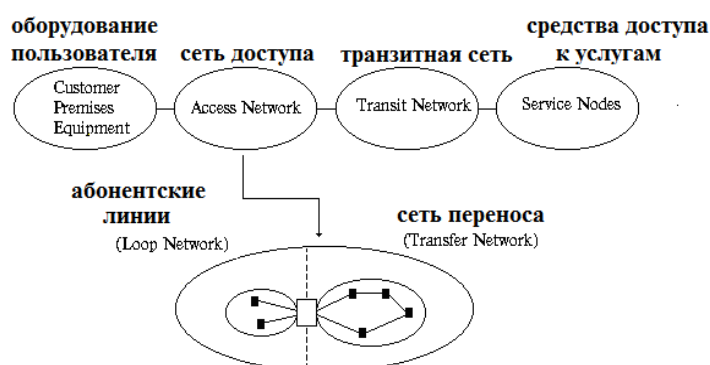 оборудование
пользователя
сеть доступа
транзитная сеть
средства доступа
к услугам
Customer
Premises
Equipment
Access Network
Transit Network
Service Nodes
абонентские
линии
(Loop Network)
сеть переноса
(Transfer Network)